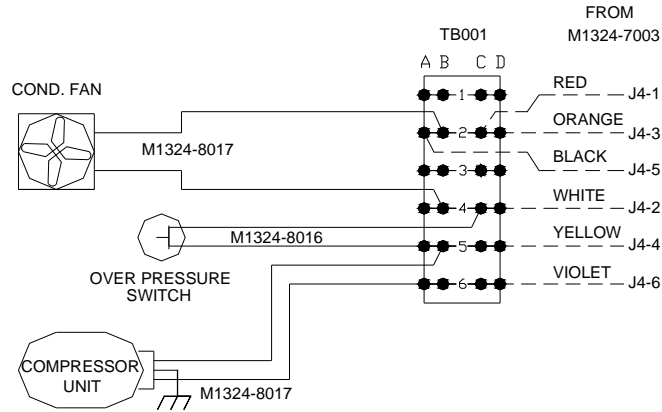 FROM
M1324-7003
TB001
A B C D
COND. FAN
1
RED
J4-1
2
ORANGE
J4-3
M1324-8017
3
BLACK
J4-5
4
WHITE
J4-2
M1324-8016
5
YELLOW
J4-4
OVER PRESSURE
SWITCH
6
VIOLET
J4-6
COMPRESSOR
UNIT
M1324-8017